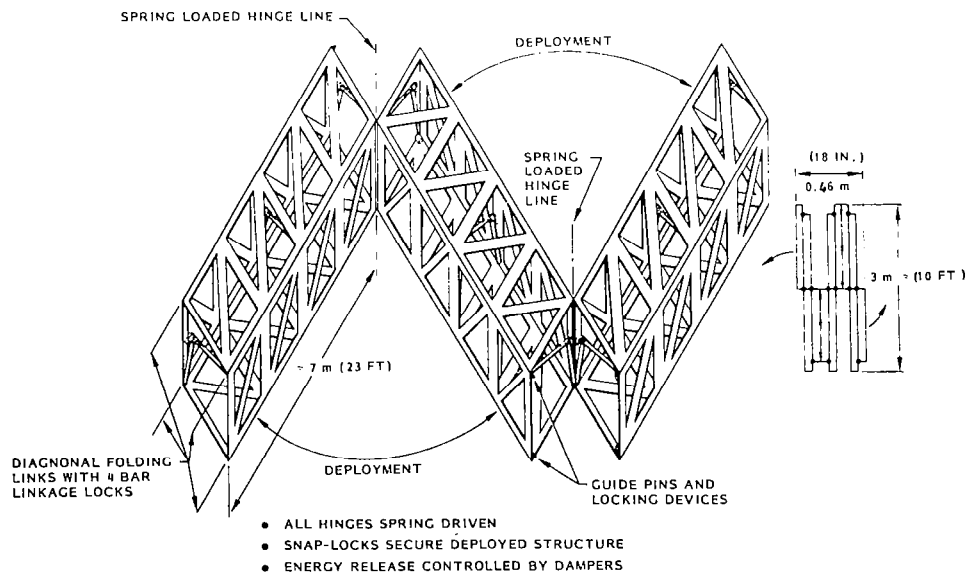 SPRING LOADED HINGE LINE
DEPLOYMENT
SPRING
LOADED
HINGE
LINE
(18 IN.)
0.46 m
3 m ≈ (10 FT)
≈ 7 m (23 FT)
DIAGNONAL FOLDING
LINKS WITH 4 BAR
LINKAGE LOCKS
DEPLOYMENT
GUIDE PINS AND
LOCKING DEVICES
• ALL HINGES SPRING DRIVEN
• SNAP-LOCKS SECURE DEPLOYED STRUCTURE
• ENERGY RELEASE CONTROLLED BY DAMPERS